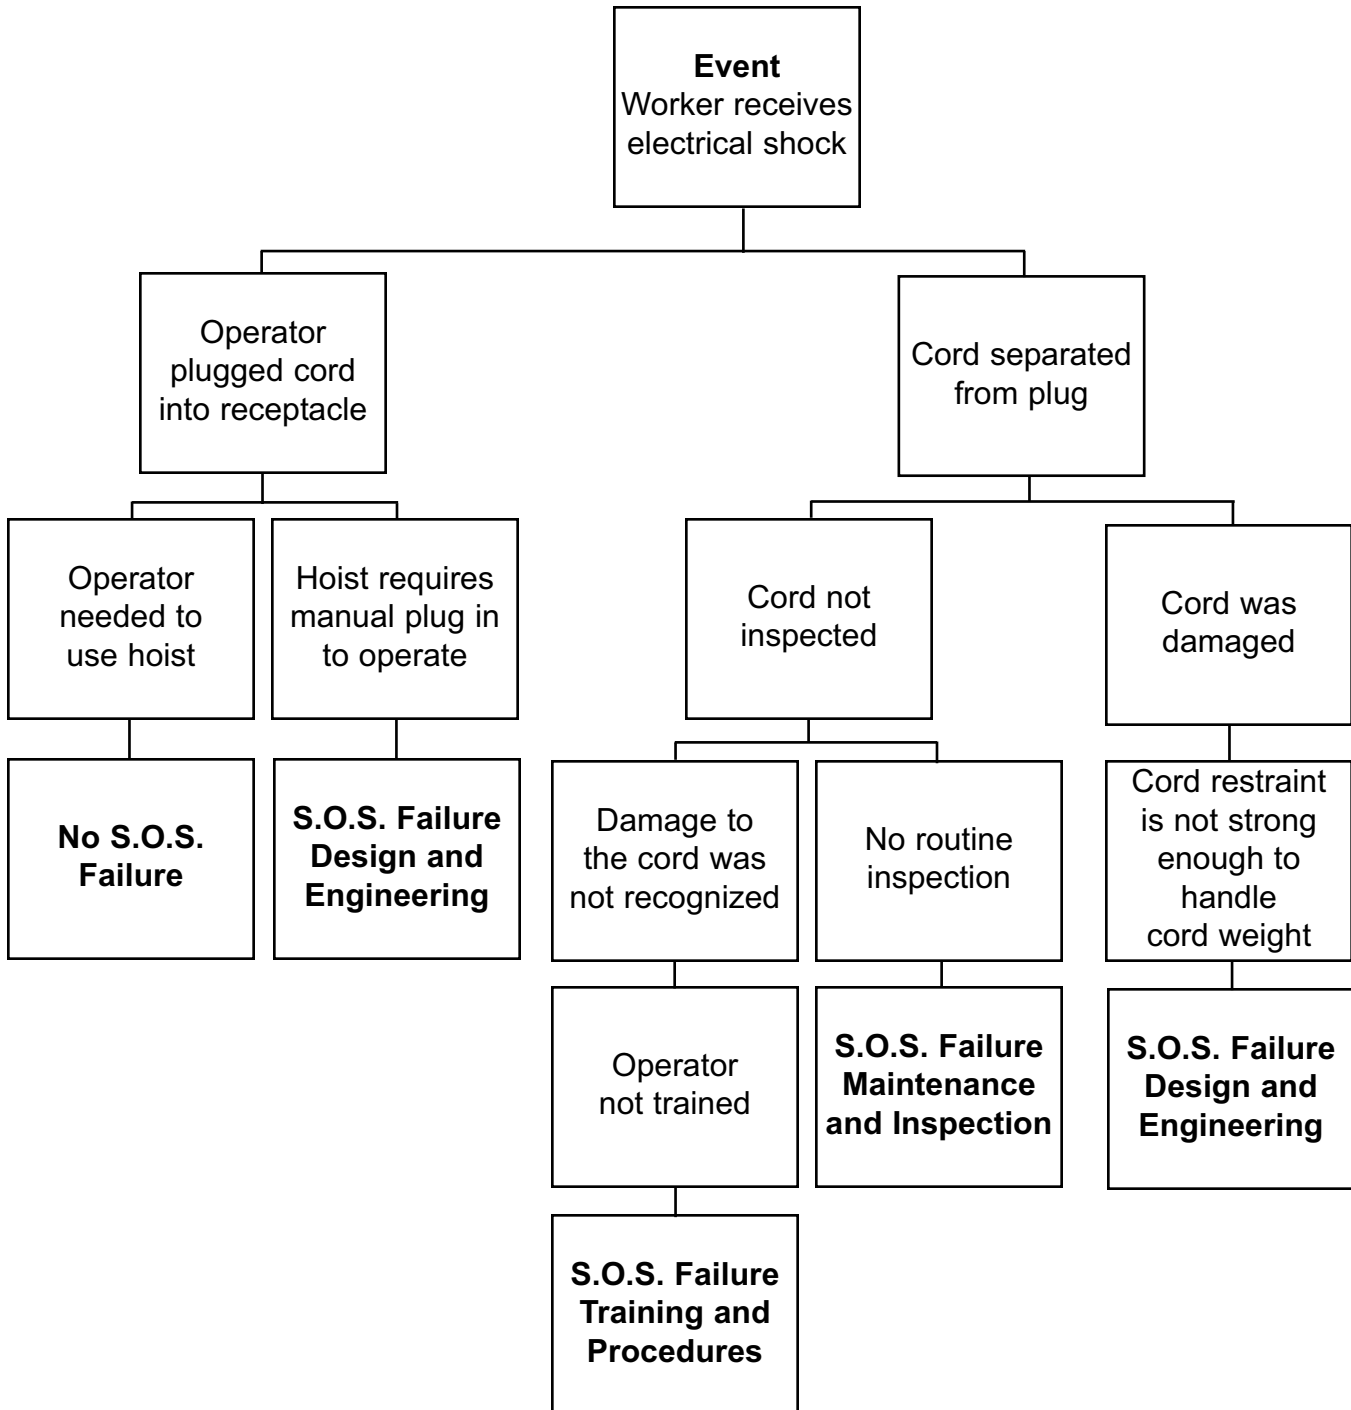 Event
Worker receives
electrical shock
Operator
plugged cord
into receptacle
Cord separated
from plug
Operator
needed to
use hoist
Hoist requires
manual plug in
to operate
Cord not
inspected
Cord was
damaged
No S.O.S.
Failure
S.O.S. Failure
Design and
Engineering
Damage to
the cord was
not recognized
No routine
inspection
Cord restraint
is not strong
enough to
handle
cord weight
Operator
not trained
S.O.S. Failure
Maintenance
and Inspection
S.O.S. Failure
Design and
Engineering
S.O.S. Failure
Training and
Procedures